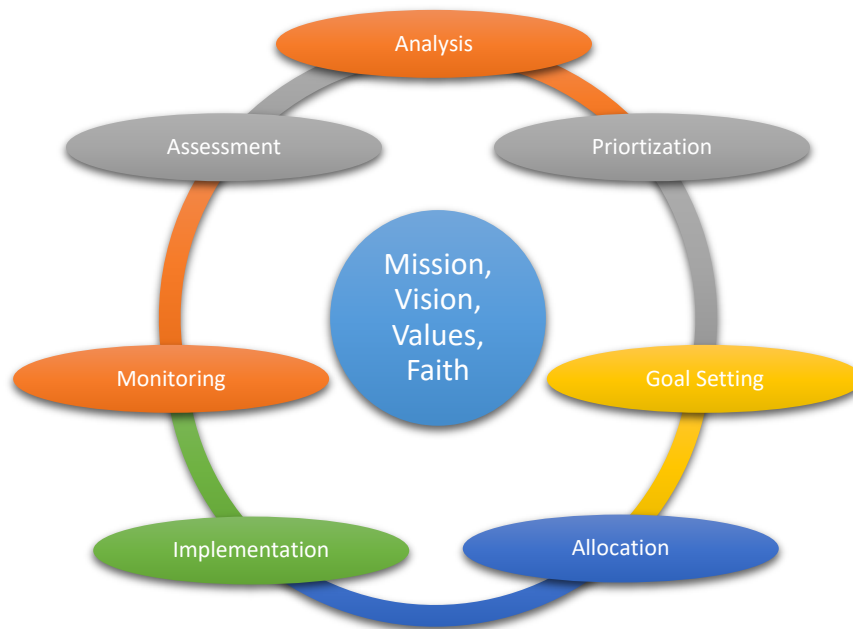 Analysis
Priortization
Goal Setting
Allocation
Implementation
Monitoring
Assessment
Mission,
Vision,
Values,
Faith